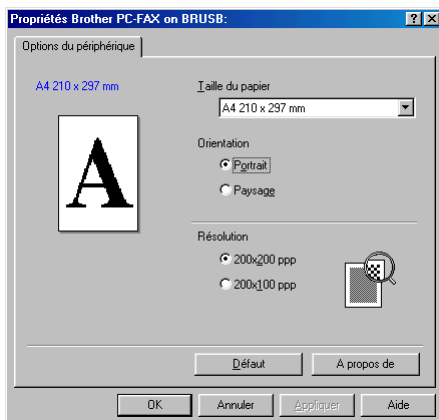 Propriétés Brother PC-FAX on BRUSB:
Options du périphérique
A4 210 x 297 mm
Taille du papier
A4 210 x 297 mm
A
Orientation
Portrait
Paysage
Résolution
200x200 ppp
200x100 ppp
Défaut
A propos de
OK
Annuler
Appliquer
Aide